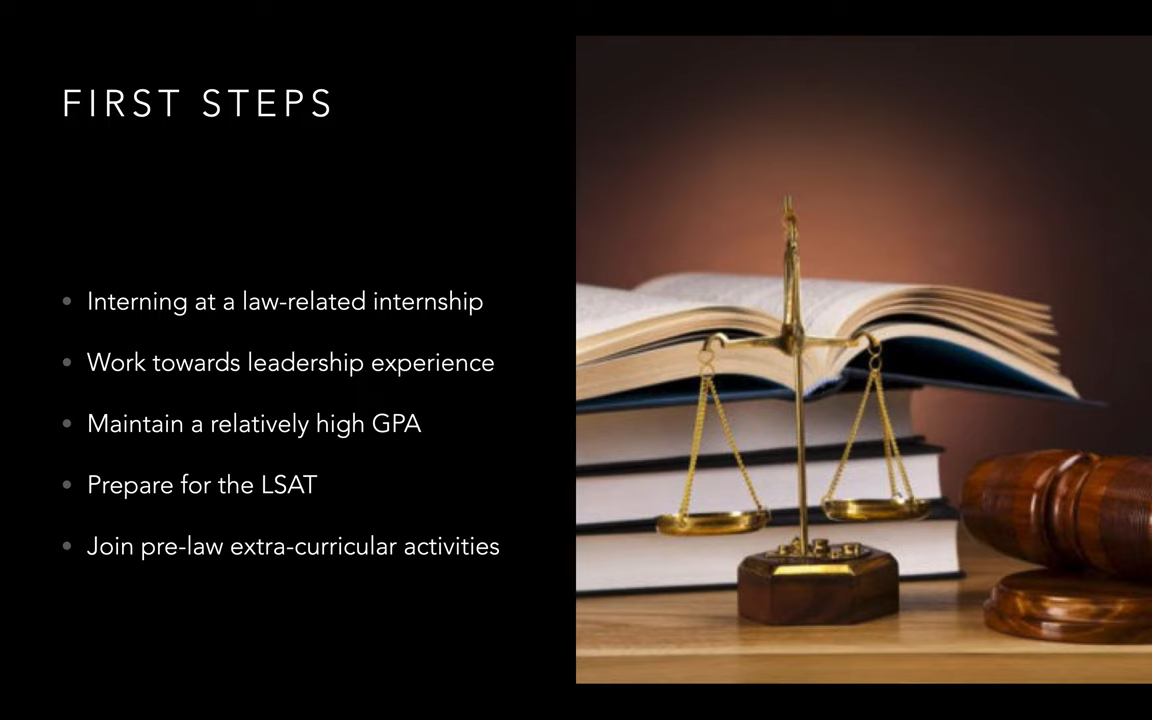 FIRST STEPS
Interning at a law-related internship
Work towards leadership experience
Maintain a relatively high GPA
Prepare for the LSAT
Join pre-law extra-curricular activities